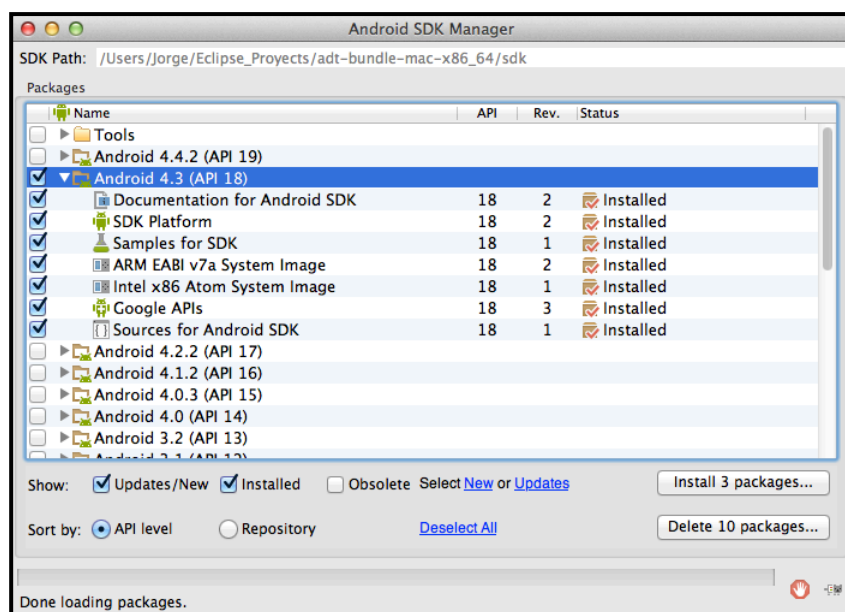 Android SDK Manager
SDK Path: /Users/Jorge/Eclipse_Proyects/adt-bundle-mac-x86_64/sdk
Packages
Name API Rev. Status
Tools
Android 4.4.2 (API 19)
Android 4.3 (API 18)
Documentation for Android SDK 18 2 Installed
SDK Platform 18 2 Installed
Samples for SDK 18 1 Installed
ARM EABI v7a System Image 18 2 Installed
Intel x86 Atom System Image 18 1 Installed
Google APIs 18 3 Installed
Sources for Android SDK 18 1 Installed
Android 4.2.2 (API 17)
Android 4.1.2 (API 16)
Android 4.0.3 (API 15)
Android 4.0 (API 14)
Android 3.2 (API 13)
Android 3.1 (API 12)
Show: Updates/New Installed Obsolete Select New or Updates Install 3 packages...
Sort by: API level Repository Deselect All Delete 10 packages...
Done loading packages.